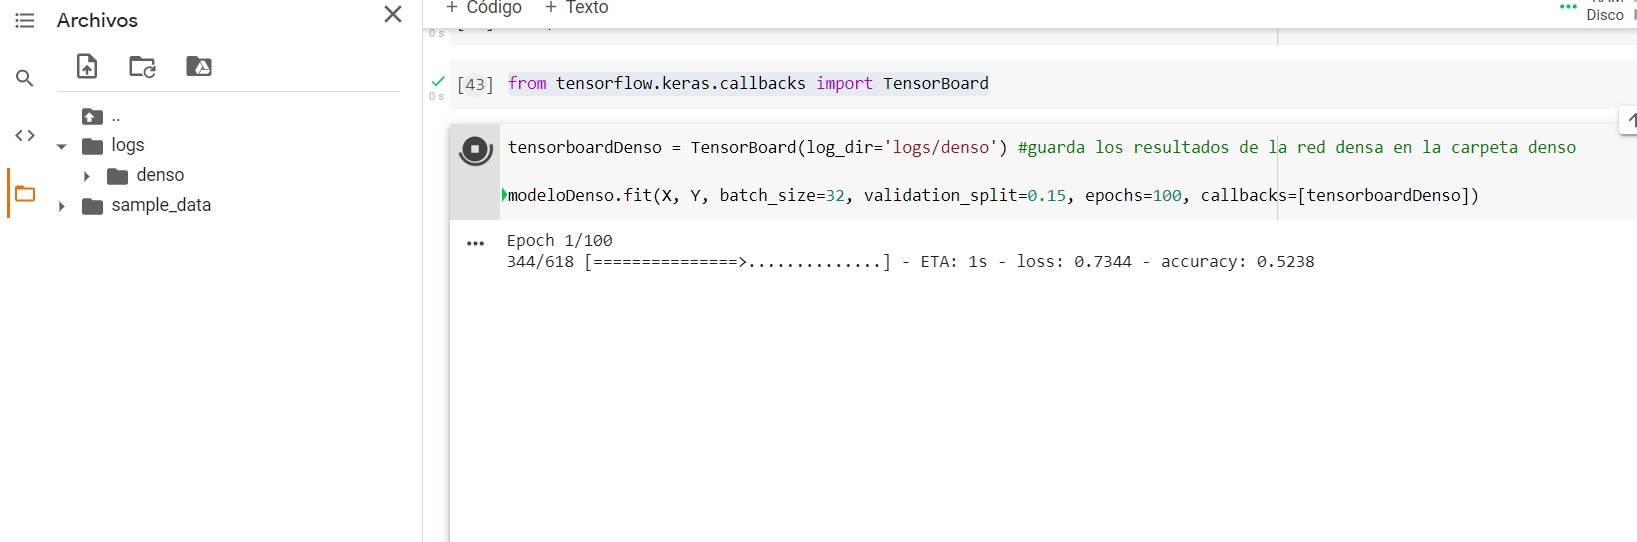 Archivos
..
logs
denso
sample_data
+ Código + Texto
Disco
0 s
[43] from tensorflow.keras.callbacks import TensorBoard
0 s
tensorboardDenso = TensorBoard(log_dir='logs/denso') #guarda los resultados de la red densa en la carpeta denso
modeloDenso.fit(X, Y, batch_size=32, validation_split=0.15, epochs=100, callbacks=[tensorboardDenso])
Epoch 1/100
344/618 [===============>..............] - ETA: 1s - loss: 0.7344 - accuracy: 0.5238